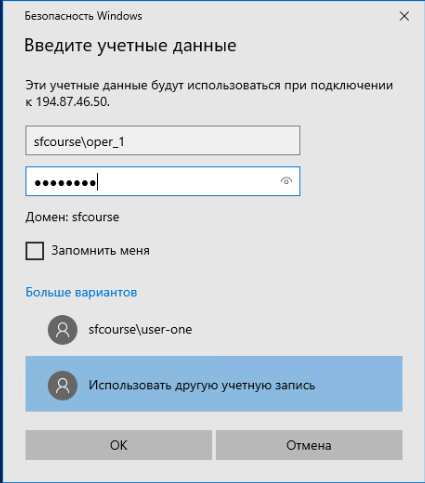 Безопасность Windows
Введите учетные данные
Эти учетные данные будут использоваться при подключении
к 194.87.46.50.
sfcourse\oper_1
●●●●●●●●
Домен: sfcourse
Запомнить меня
Больше вариантов
sfcourse\user-one
Использовать другую учетную запись
ОК
Отмена